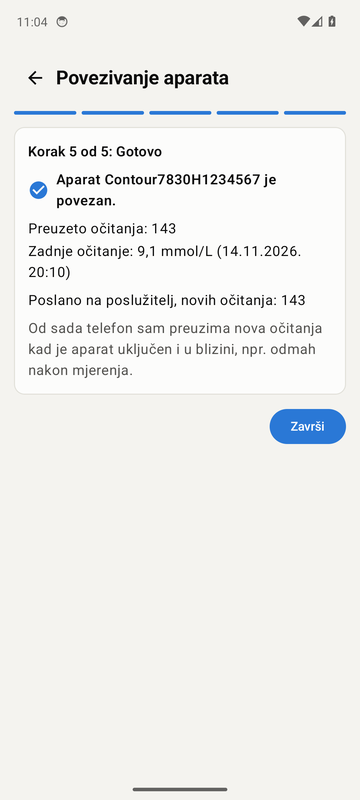 11:04
Povezivanje aparata
Korak 5 od 5: Gotovo
Aparat Contour7830H1234567 je
povezan.
Preuzeto očitanja: 143
Zadnje očitanje: 9,1 mmol/L (14.11.2026.
20:10)
Poslano na poslužitelj, novih očitanja: 143
Od sada telefon sam preuzima nova očitanja
kad je aparat uključen i u blizini, npr. odmah
nakon mjerenja.
Završi